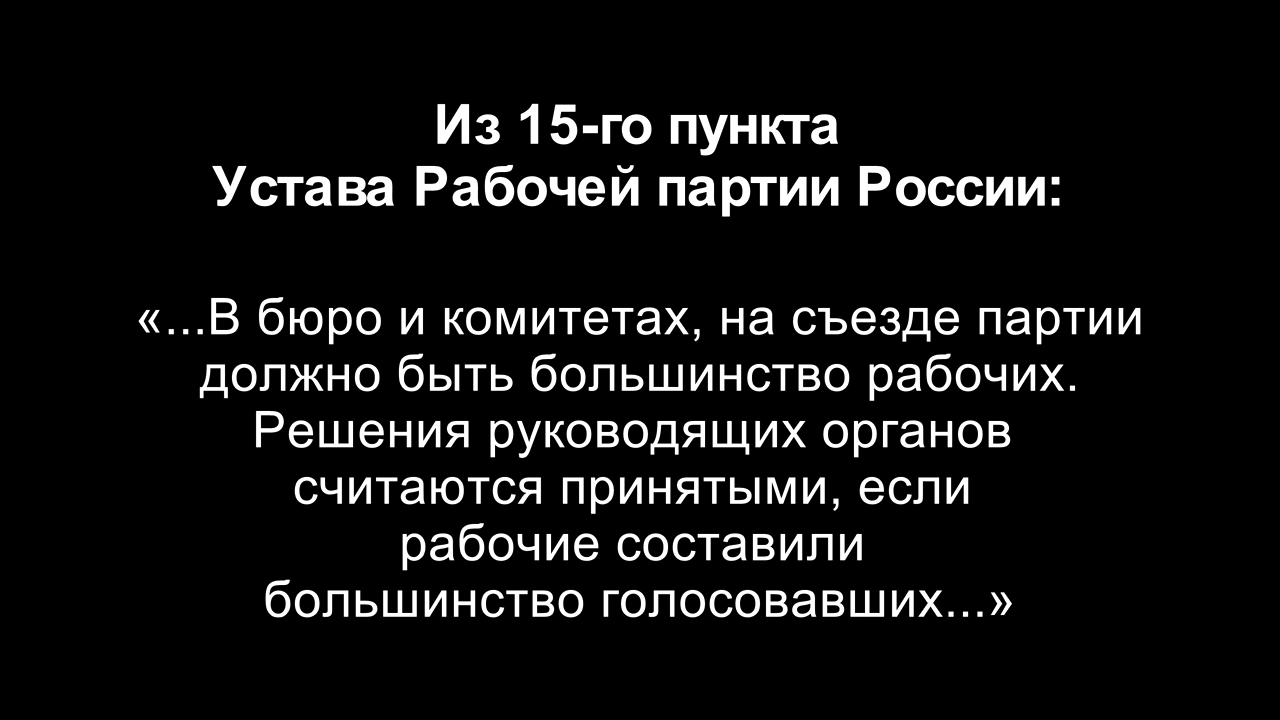 Из 15-го пункта
Устава Рабочей партии России:
«...В бюро и комитетах, на съезде партии
должно быть большинство рабочих.
Решения руководящих органов
считаются принятыми, если
рабочие составили
большинство голосовавших...»